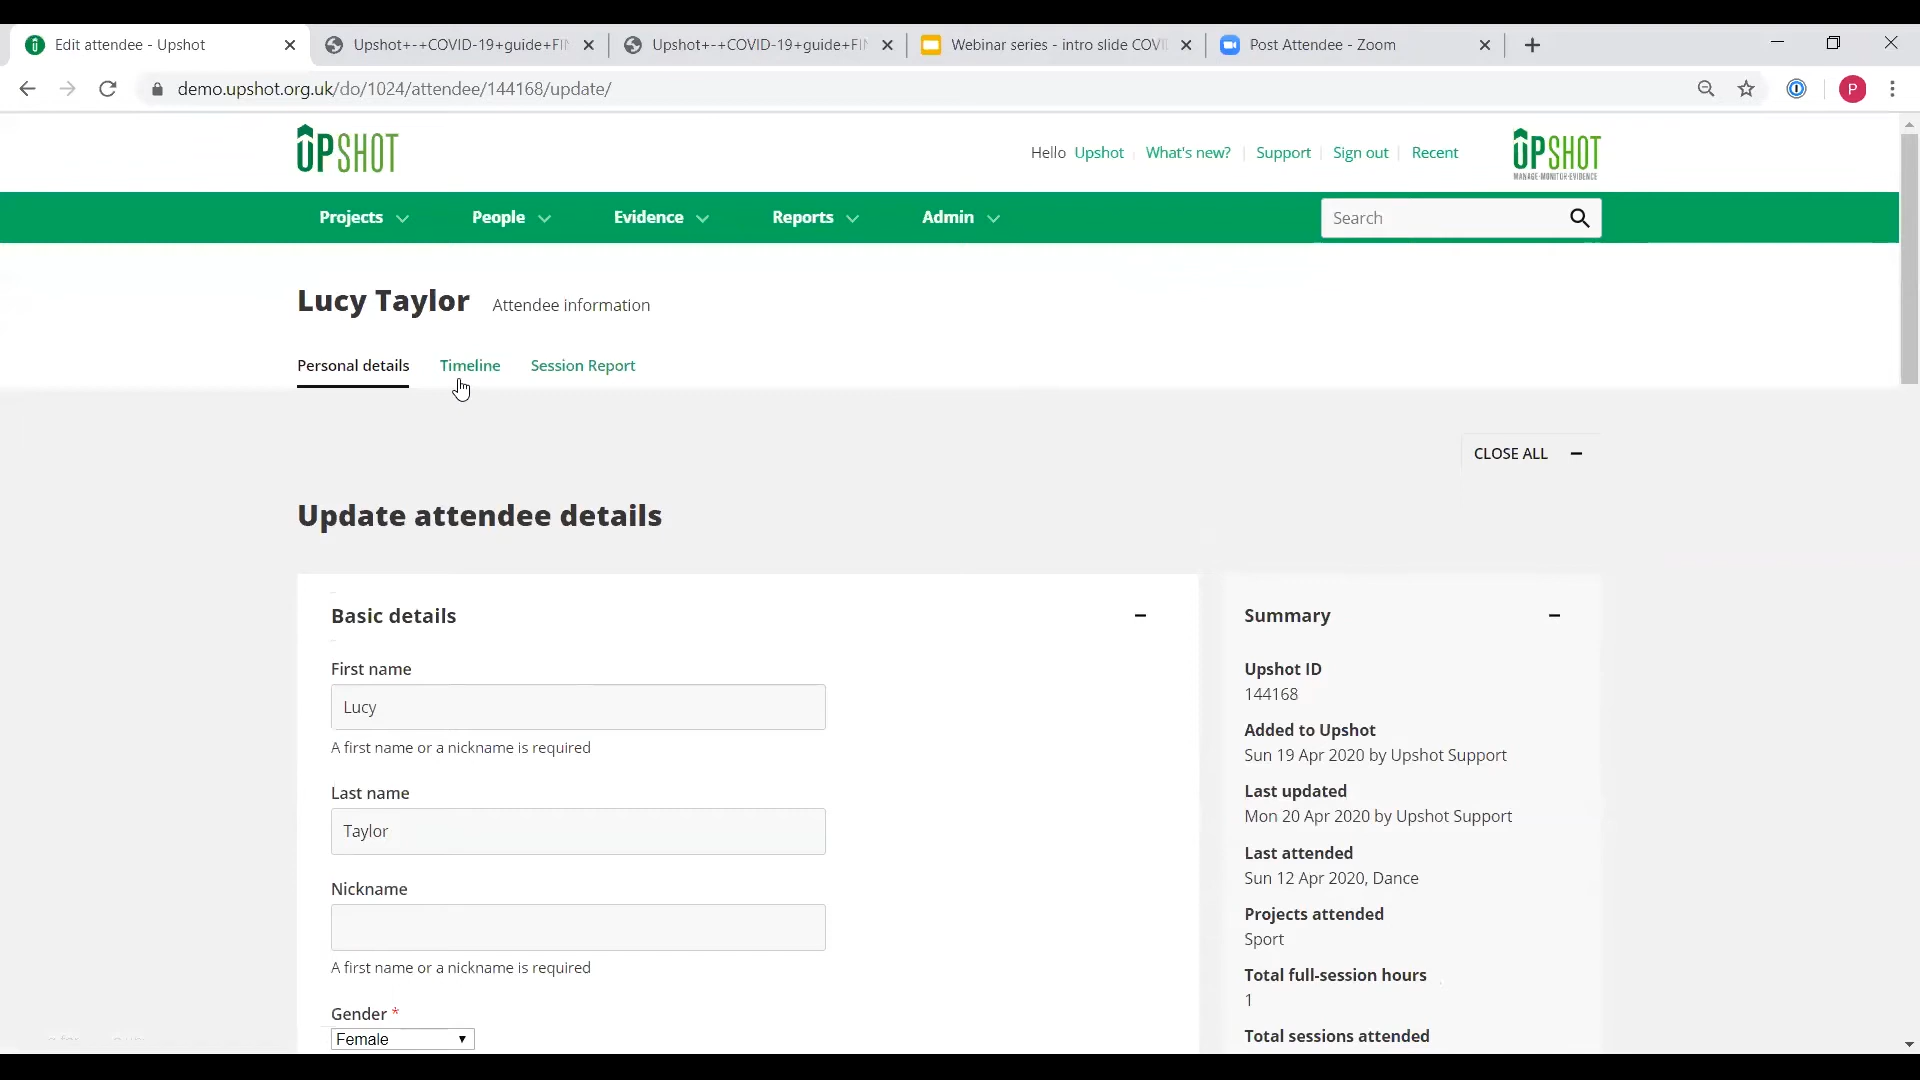 Edit attendee - Upshot
Upshot+-+COVID-19+guide+FI
Upshot+-+COVID-19+guide+FI
Webinar series - intro slide COVI
Post Attendee - Zoom
demo.upshot.org.uk/do/1024/attendee/144168/update/
P
UPSHOT
Hello Upshot What's new? Support Sign out Recent
UPSHOT
MANAGE·MONITOR·EVIDENCE
Projects People Evidence Reports Admin Search
Lucy Taylor Attendee information
Personal details Timeline Session Report
CLOSE ALL
Update attendee details
Basic details
First name
Lucy
A first name or a nickname is required
Last name
Taylor
Nickname
A first name or a nickname is required
Gender *
Female
Summary
Upshot ID
144168
Added to Upshot
Sun 19 Apr 2020 by Upshot Support
Last updated
Mon 20 Apr 2020 by Upshot Support
Last attended
Sun 12 Apr 2020, Dance
Projects attended
Sport
Total full-session hours
1
Total sessions attended